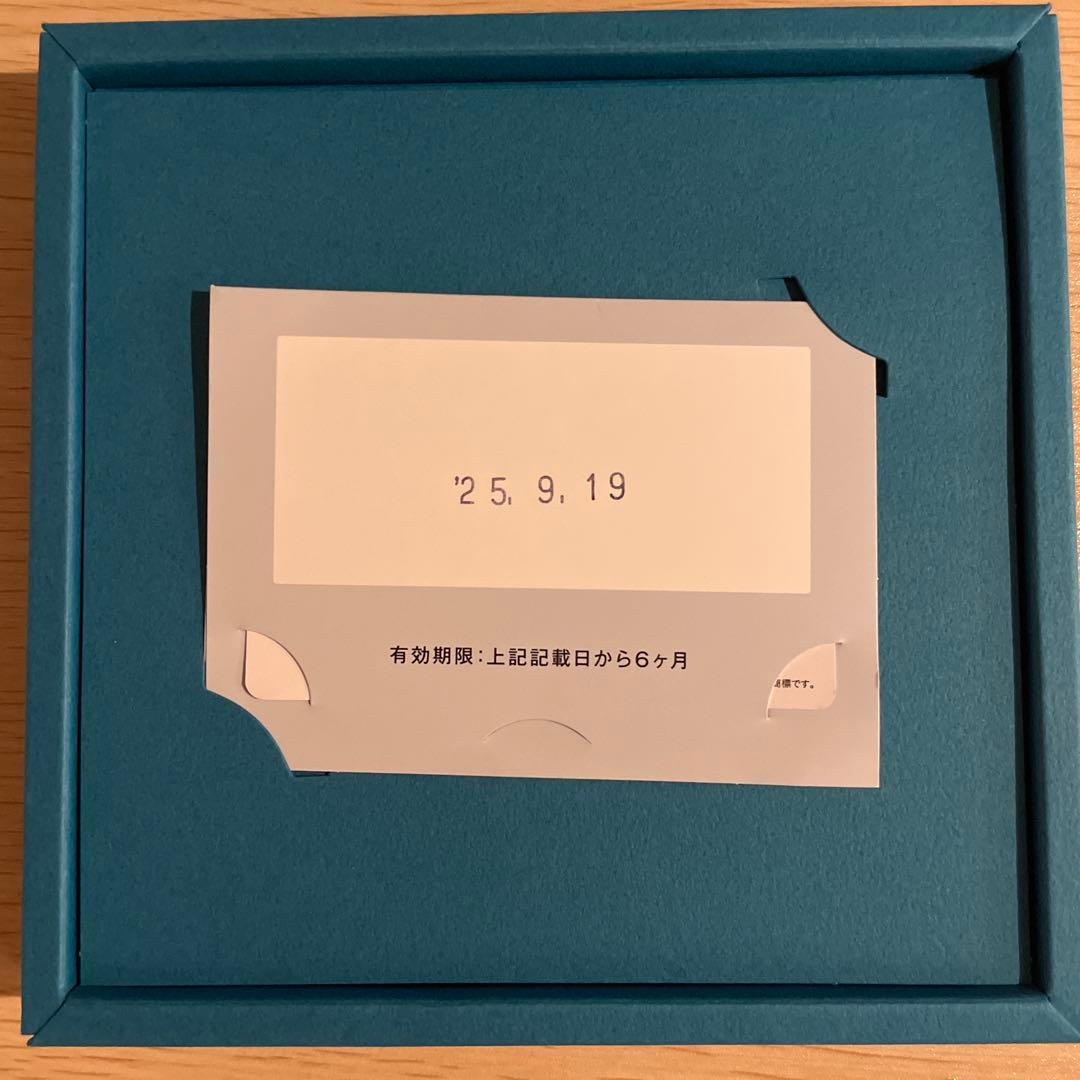 '25. 9. 19
有効期限:上記記載日から6ヶ月
商標です。